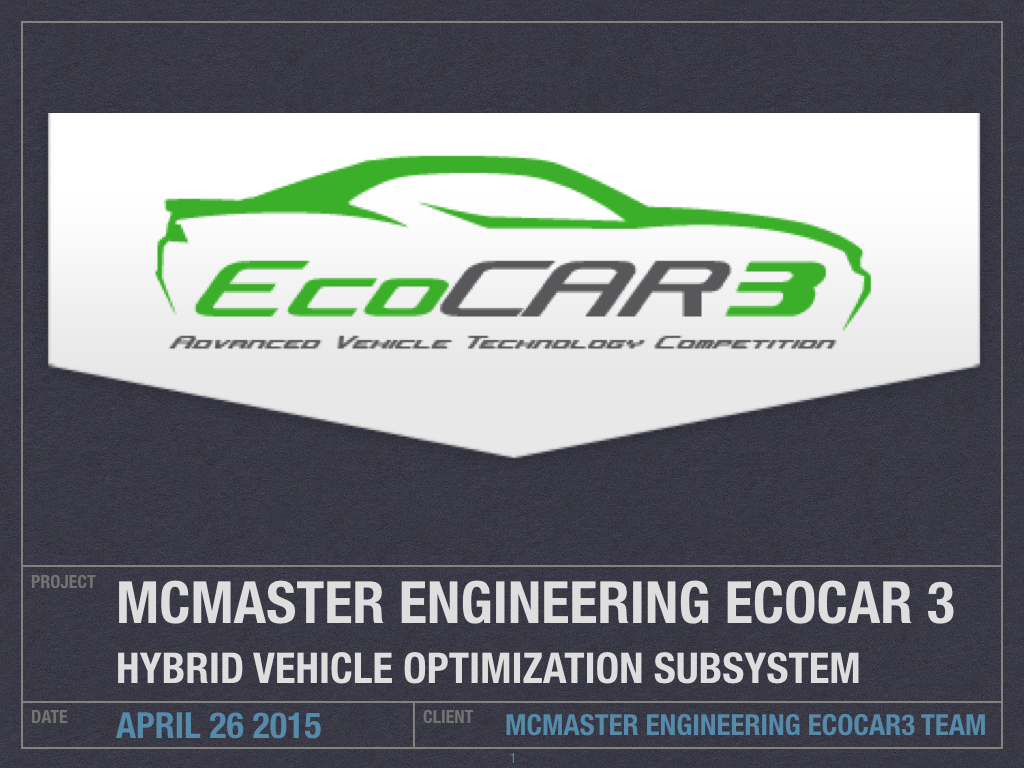 EcoCAR3
Advanced Vehicle Technology Competition
PROJECT
MCMASTER ENGINEERING ECOCAR 3
HYBRID VEHICLE OPTIMIZATION SUBSYSTEM
DATE
APRIL 26 2015
CLIENT
MCMASTER ENGINEERING ECOCAR3 TEAM
1